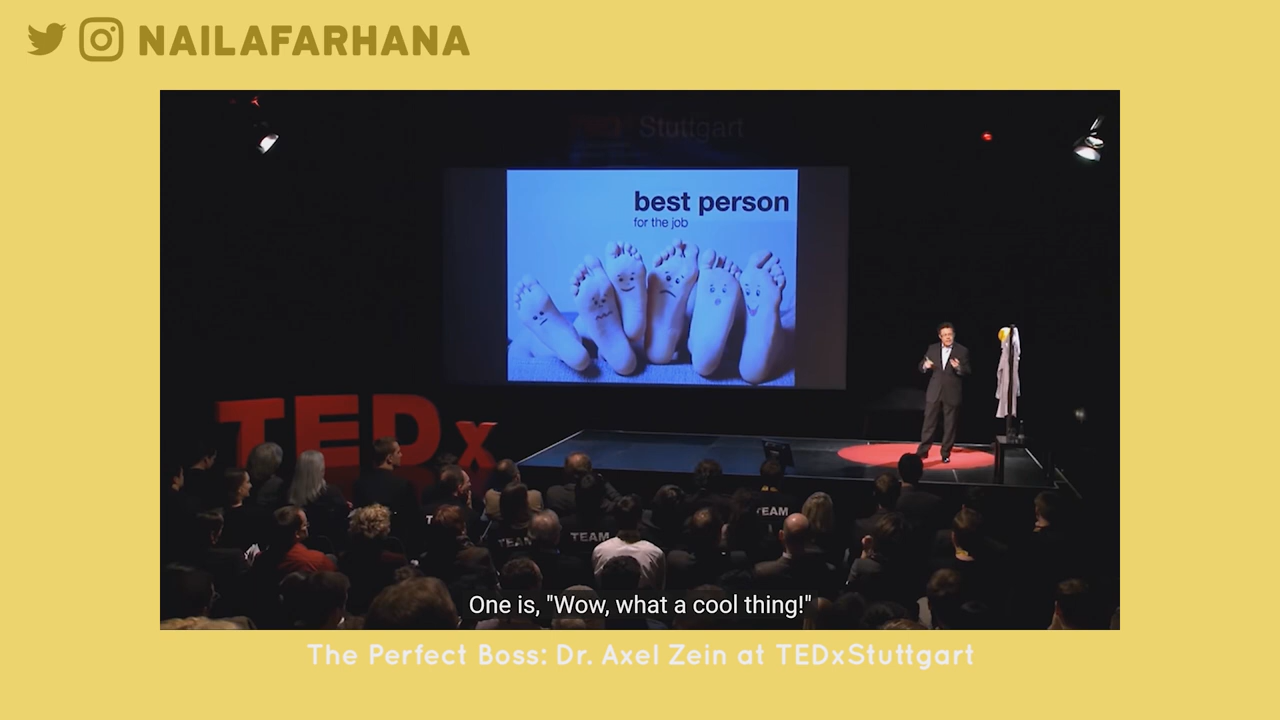 NAILAFARHANA
Stuttgart
best person
for the job
TEDx
TEAM
TEAM
TEAM
One is, "Wow, what a cool thing!"
The Perfect Boss: Dr. Axel Zein at TEDxStuttgart